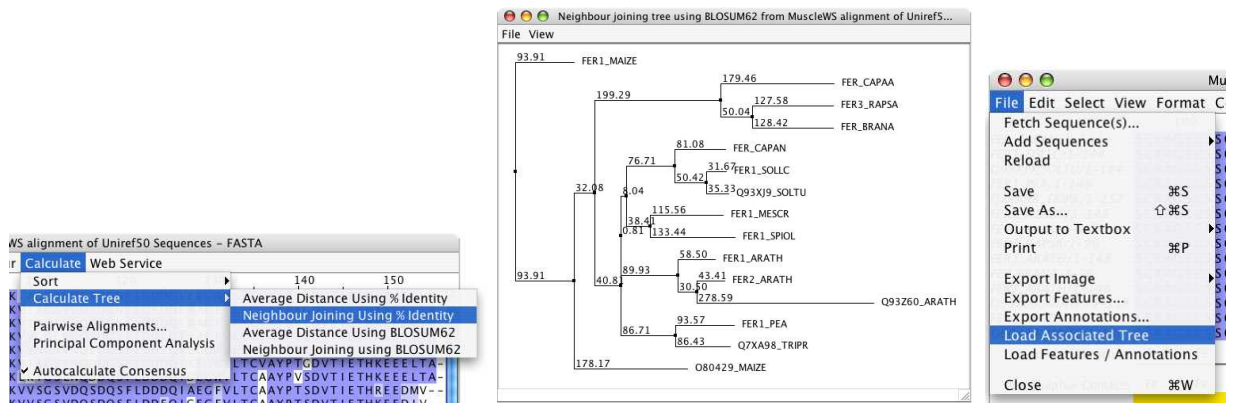 WS alignment of Uniref50 Sequences – FASTA
r Calculate Web Service
Sort
Calculate Tree
Pairwise Alignments...
Principal Component Analysis
✓ Autocalculate Consensus
140 150
Average Distance Using % Identity
Neighbour Joining Using % Identity
Average Distance Using BLOSUM62
Neighbour Joining using BLOSUM62
LTCVAYPTGDVTIETHKEEELTA-
LTCAAYPVSDVTIETHKEEELTA-
KVVSGSVDQSDQSFLDDDQIAEGFVLTCAAYPTSDVTIETHREEDMV--
Neighbour joining tree using BLOSUM62 from MuscleWS alignment of Uniref5...
File View
93.91 FER1_MAIZE
179.46 FER_CAPAA
199.29
127.58 FER3_RAPSA
50.04
128.42 FER_BRANA
81.08 FER_CAPAN
76.71
31.67 FER1_SOLLC
50.42
35.33 Q93XJ9_SOLTU
32.08
8.04
115.56 FER1_MESCR
38.41
0.81 133.44 FER1_SPIOL
58.50 FER1_ARATH
89.93
43.41 FER2_ARATH
93.91
40.8
30.50
278.59 Q93Z60_ARATH
93.57 FER1_PEA
86.71
86.43 Q7XA98_TRIPR
178.17 O80429_MAIZE
Mu
File Edit Select View Format C
Fetch Sequence(s)...
Add Sequences
Reload
Save ⌘S
Save As... ⇧⌘S
Output to Textbox
Print ⌘P
Export Image
Export Features...
Export Annotations...
Load Associated Tree
Load Features / Annotations
Close ⌘W